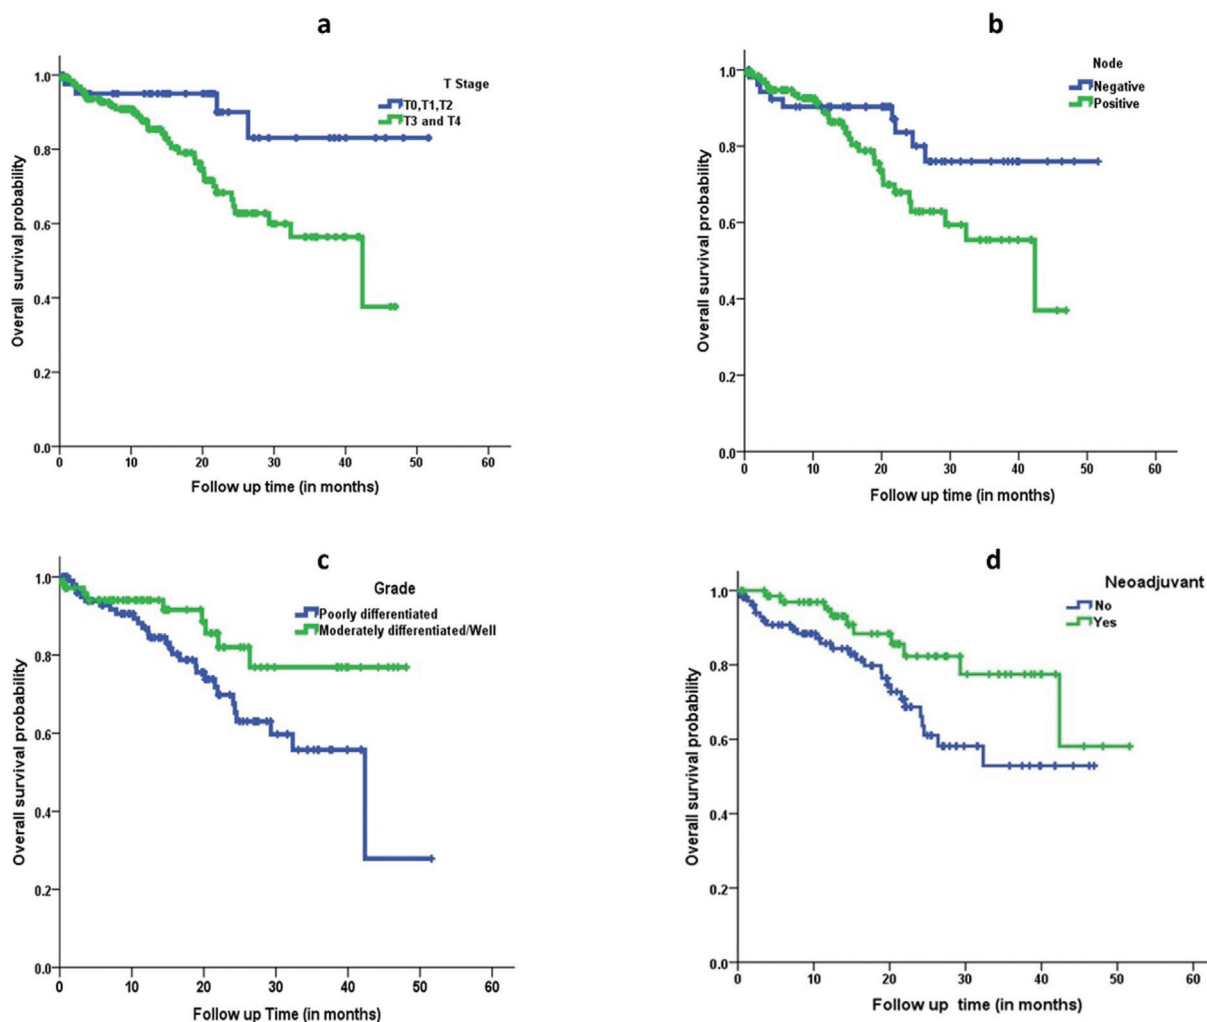 a
T Stage
T0,T1,T2
T3 and T4
Overall survival probability
1.0
0.8
0.6
0.4
0.2
0.0
0 10 20 30 40 50 60
Follow up time (in months)
b
Node
Negative
Positive
Overall survival probability
1.0
0.8
0.6
0.4
0.2
0.0
0 10 20 30 40 50 60
Follow up time (in months)
c
Grade
Poorly differentiated
Moderately differentiated/Well
Overall survival probability
1.0
0.8
0.6
0.4
0.2
0.0
0 10 20 30 40 50 60
Follow up Time (in months)
d
Neoadjuvant
No
Yes
Overall survival probability
1.0
0.8
0.6
0.4
0.2
0.0
0 10 20 30 40 50 60
Follow up time (in months)